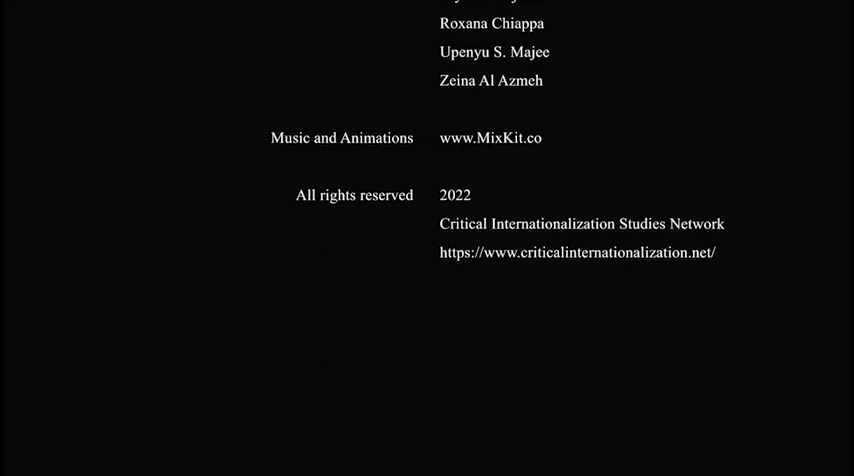 Roxana Chiappa
Upenyu S. Majee
Zeina Al Azmeh
Music and Animations www.MixKit.co
All rights reserved 2022
Critical Internationalization Studies Network
https://www.criticalinternationalization.net/